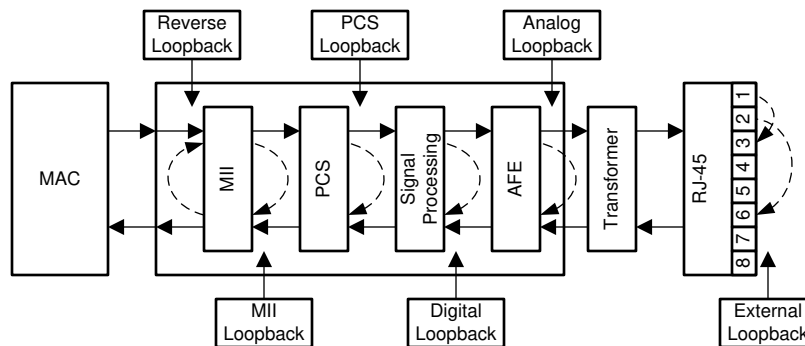 Reverse
Loopback
PCS
Loopback
Analog
Loopback
MAC
MII
PCS
Signal
Processing
AFE
Transformer
RJ-45
1
2
3
4
5
6
7
8
MII
Loopback
Digital
Loopback
External
Loopback